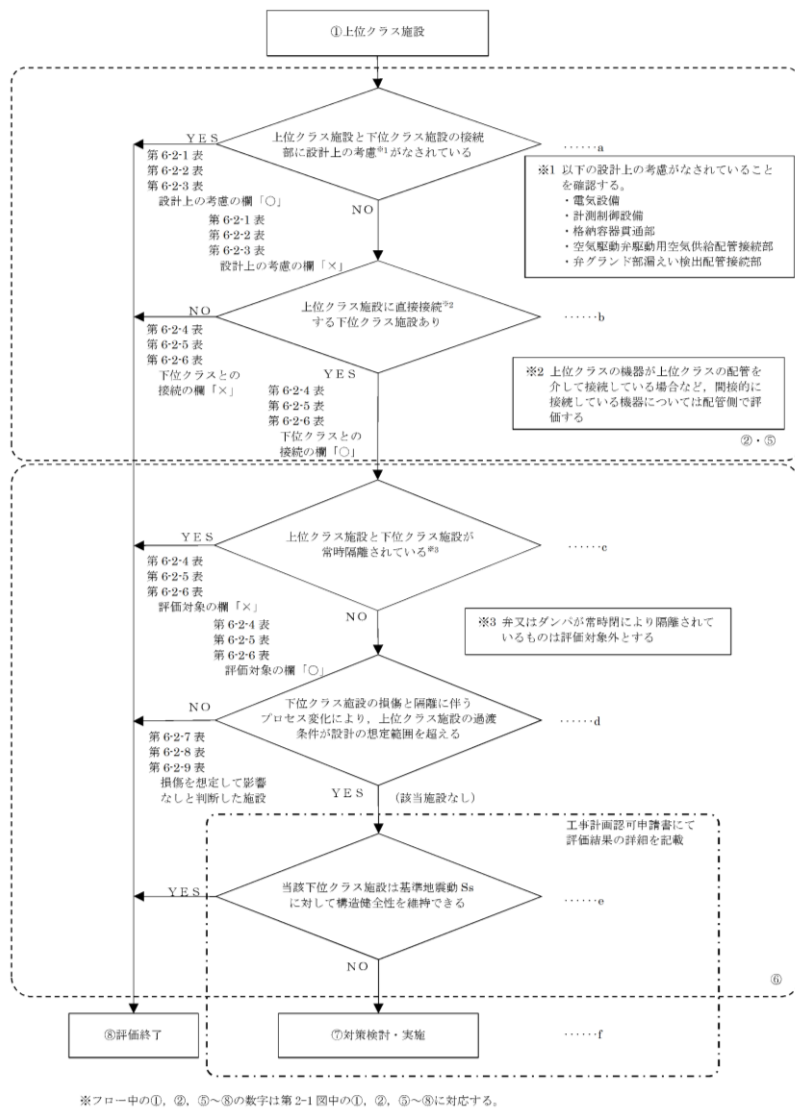 ①上位クラス施設
上位クラス施設と下位クラス施設の接続
部に設計上の考慮※1がなされている
……a
YES
第 6-2-1 表
第 6-2-2 表
第 6-2-3 表
設計上の考慮の欄「○」
NO
第 6-2-1 表
第 6-2-2 表
第 6-2-3 表
設計上の考慮の欄「×」
※1 以下の設計上の考慮がなされていること
を確認する。
・電気設備
・計測制御設備
・格納容器貫通部
・空気駆動弁駆動用空気供給配管接続部
・弁グランド部漏えい検出配管接続部
上位クラス施設に直接接続※2
する下位クラス施設あり
……b
NO
第 6-2-4 表
第 6-2-5 表
第 6-2-6 表
下位クラスとの
接続の欄「×」
YES
第 6-2-4 表
第 6-2-5 表
第 6-2-6 表
下位クラスとの
接続の欄「○」
※2 上位クラスの機器が上位クラスの配管を
介して接続している場合など，間接的に
接続している機器については配管側で評
価する
②・⑤
上位クラス施設と下位クラス施設が
常時隔離されている※3
……c
YES
第 6-2-4 表
第 6-2-5 表
第 6-2-6 表
評価対象の欄「×」
NO
第 6-2-4 表
第 6-2-5 表
第 6-2-6 表
評価対象の欄「○」
※3 弁又はダンパが常時閉により隔離されて
いるものは評価対象外とする
下位クラス施設の損傷と隔離に伴う
プロセス変化により，上位クラス施設の過渡
条件が設計の想定範囲を超える
……d
NO
第 6-2-7 表
第 6-2-8 表
第 6-2-9 表
損傷を想定して影響
なしと判断した施設
YES
（該当施設なし）
工事計画認可申請書にて
評価結果の詳細を記載
当該下位クラス施設は基準地震動 Ss
に対して構造健全性を維持できる
……e
YES
NO
⑥
⑧評価終了
⑦対策検討・実施
……f
※フロー中の①，②，⑤～⑧の数字は第 2-1 図中の①，②，⑤～⑧に対応する。